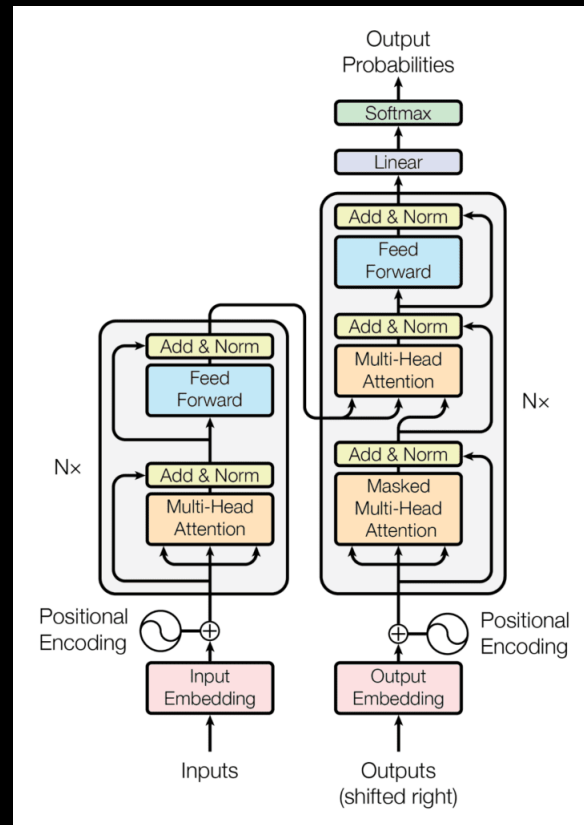 Output
Probabilities
Softmax
Linear
Add & Norm
Feed
Forward
Add & Norm
Multi-Head
Attention
Add & Norm
Masked
Multi-Head
Attention
N×
Add & Norm
Feed
Forward
Add & Norm
Multi-Head
Attention
N×
Positional
Encoding
Positional
Encoding
Input
Embedding
Output
Embedding
Inputs
Outputs
(shifted right)